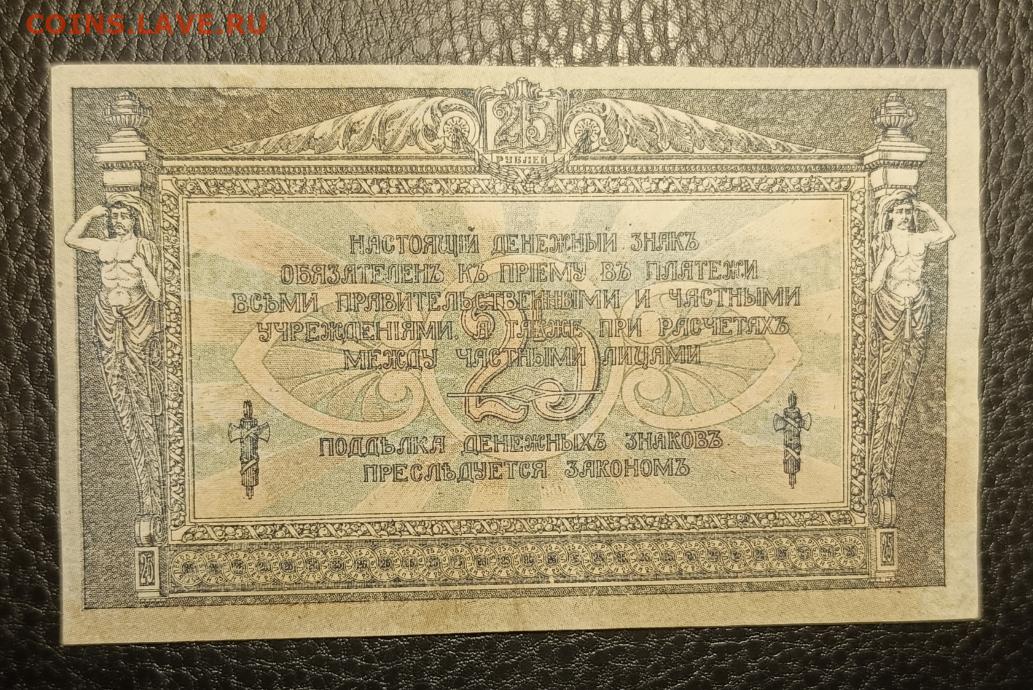 COINS.LAVE.RU
25
РУБЛЕЙ
НАСТОЯЩІЙ ДЕНЕЖНЫЙ ЗНАКЪ
ОБЯЗАТЕЛЕНЪ КЪ ПРІЕМУ ВЪ ПЛАТЕЖИ
ВСѢМИ ПРАВИТЕЛЬСТВЕННЫМИ И ЧАСТНЫМИ
УЧРЕЖДЕНІЯМИ, А ТАКЖЕ ПРИ РАСЧЕТАХЪ
МЕЖДУ ЧАСТНЫМИ ЛИЦАМИ
25
ПОДДѢЛКА ДЕНЕЖНЫХЪ ЗНАКОВЪ
ПРЕСЛѢДУЕТСЯ ЗАКОНОМЪ
25 25